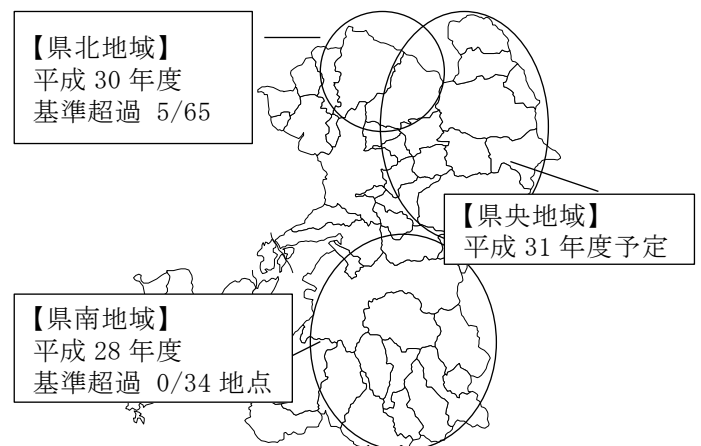 【県北地域】
平成 30 年度
基準超過 5/65
【県央地域】
平成 31 年度予定
【県南地域】
平成 28 年度
基準超過 0/34 地点